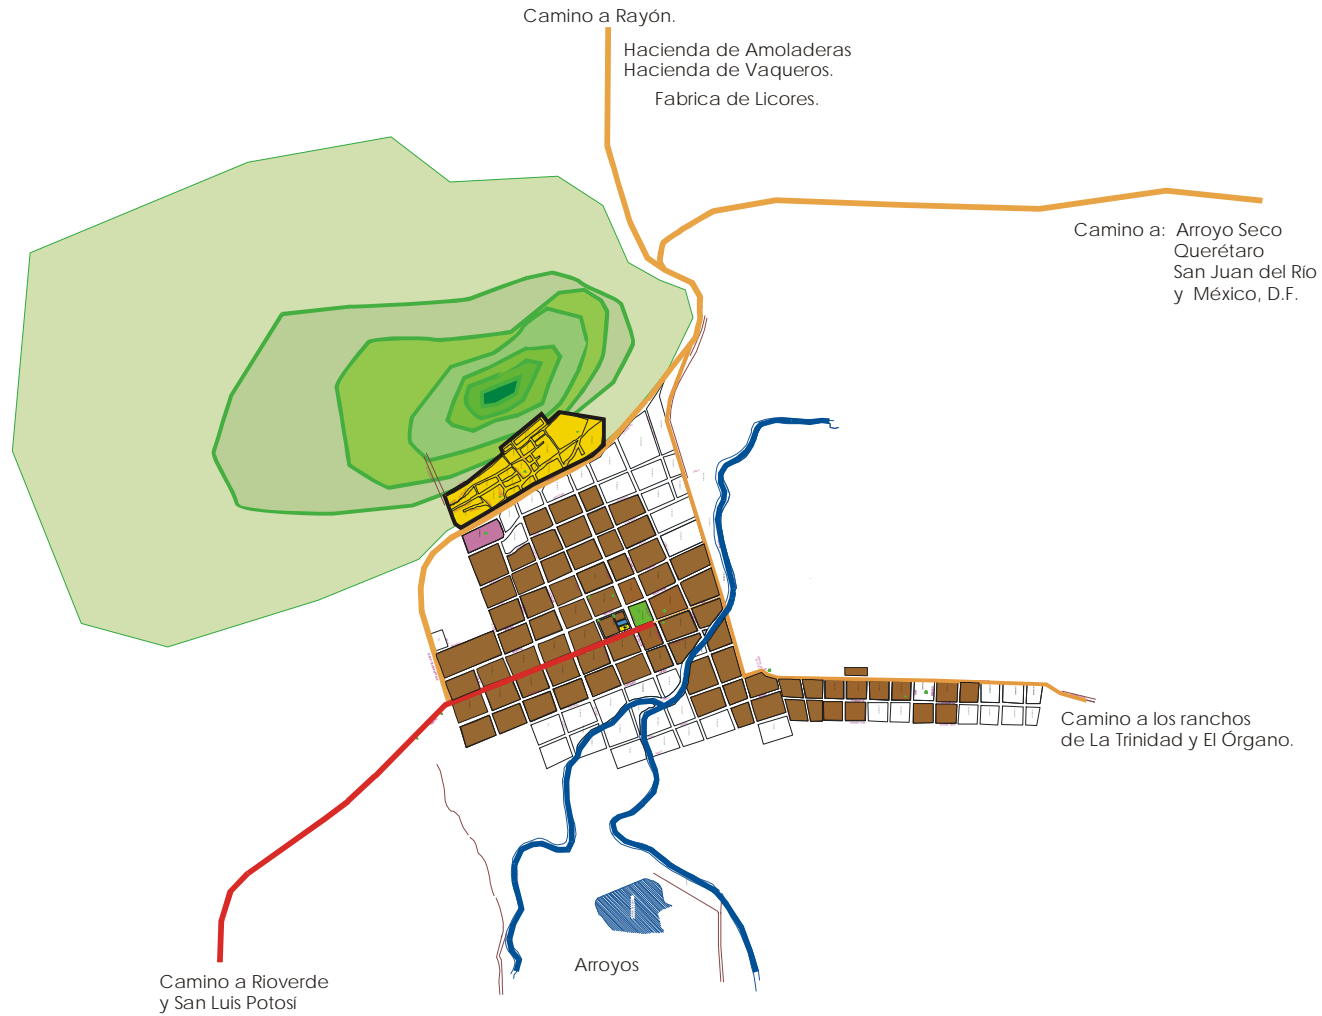 Camino a Rayón.
Hacienda de Amoladeras
Hacienda de Vaqueros.
Fabrica de Licores.
Camino a: Arroyo Seco
Querétaro
San Juan del Río
y México, D.F.
Camino a los ranchos
de La Trinidad y El Órgano.
Arroyos
Camino a Rioverde
y San Luis Potosí